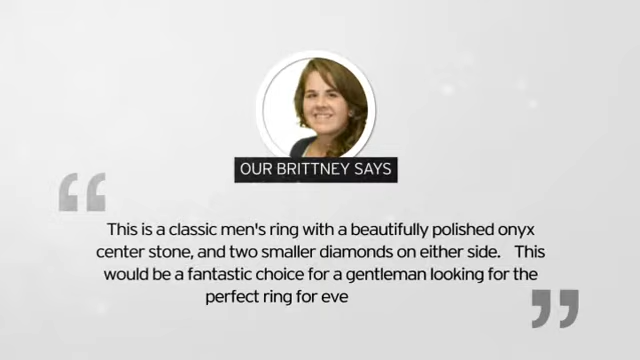 OUR BRITTNEY SAYS
“
This is a classic men's ring with a beautifully polished onyx
center stone, and two smaller diamonds on either side. This
would be a fantastic choice for a gentleman looking for the
perfect ring for eve
”